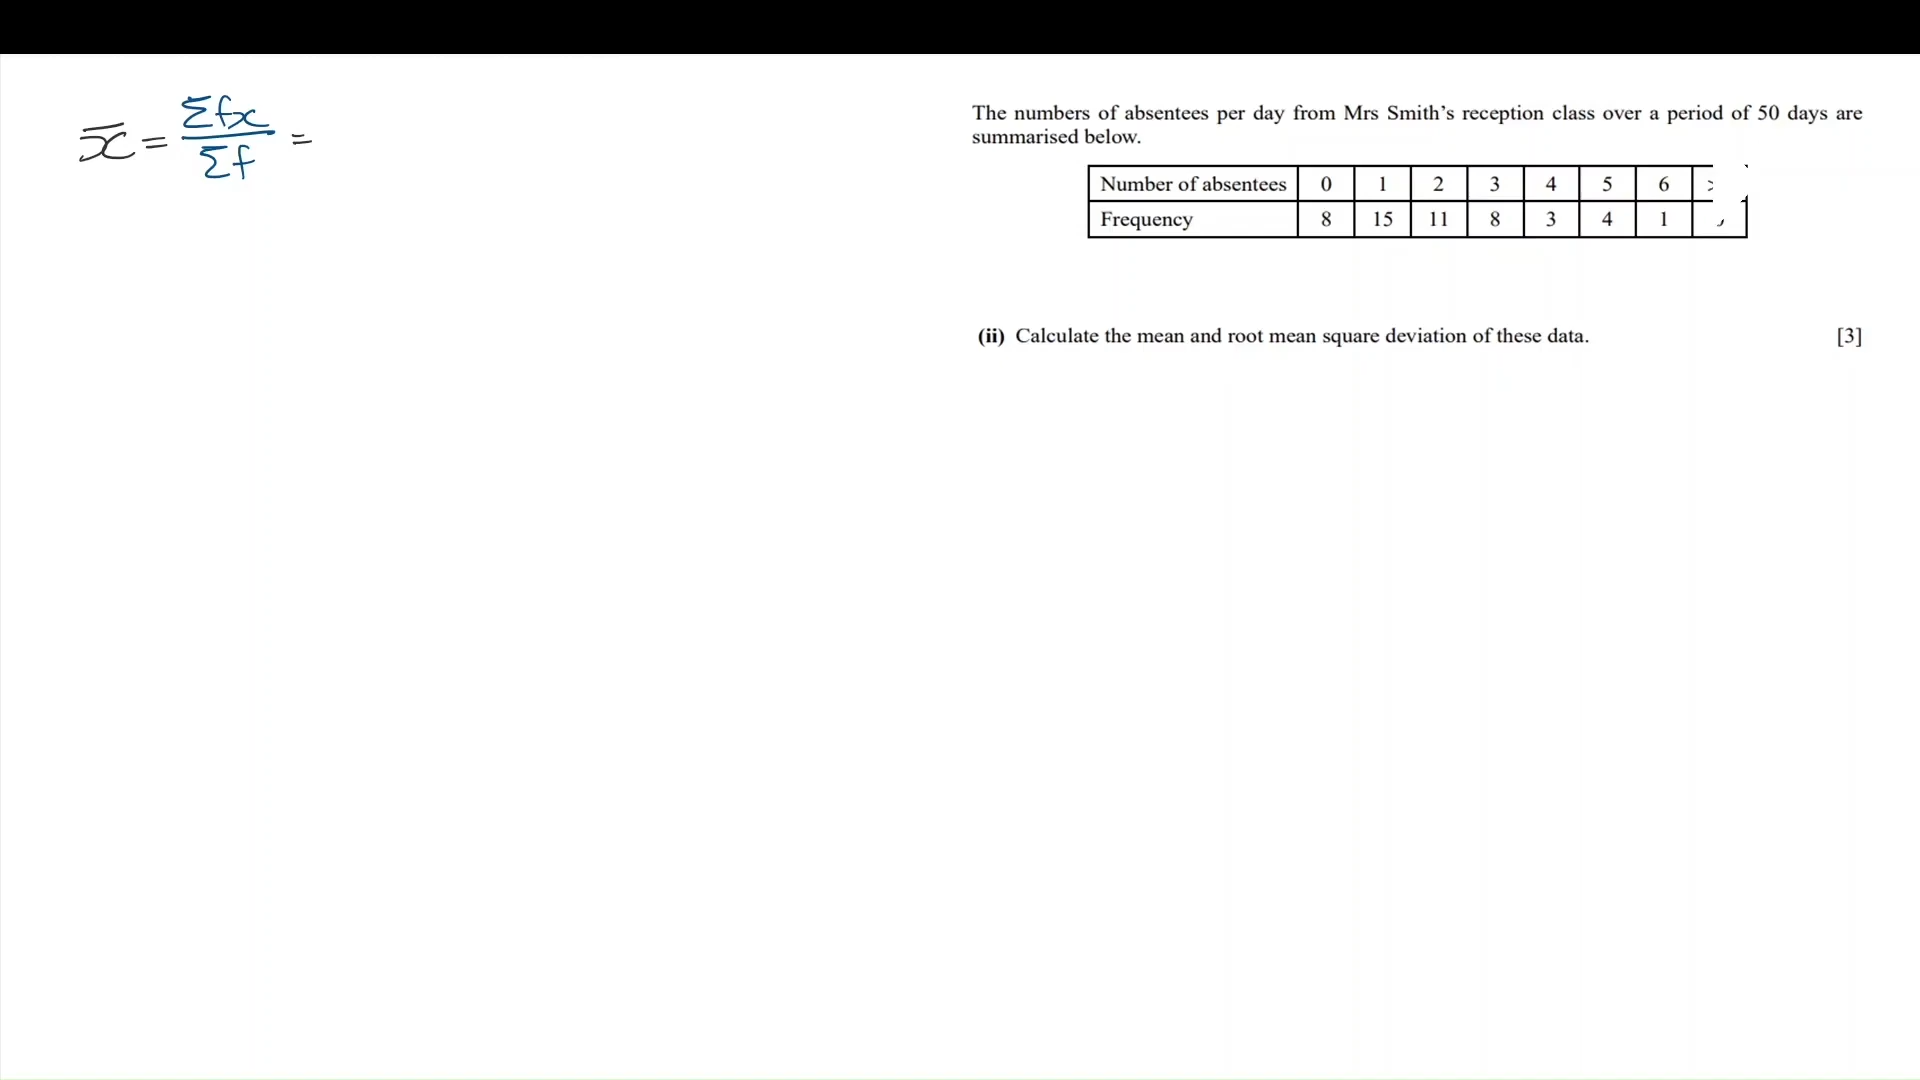 x̄ = Σfx / Σf =
The numbers of absentees per day from Mrs Smith's reception class over a period of 50 days are
summarised below.
Number of absentees 0 1 2 3 4 5 6
Frequency 8 15 11 8 3 4 1
(ii) Calculate the mean and root mean square deviation of these data. [3]